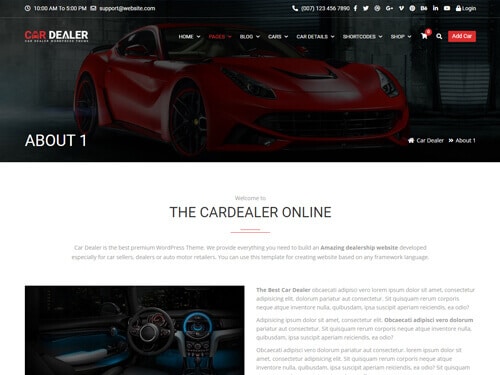 10:00 AM To 5:00 PM support@website.com (007) 123 456 7890 Login
CAR DEALER
CAR DEALER WORDPRESS THEME
HOME PAGES BLOG CARS CAR DETAILS SHORTCODES SHOP 0 Add Car
ABOUT 1
Car Dealer » About 1
Welcome to
THE CARDEALER ONLINE
Car Dealer is the best premium WordPress Theme. We provide everything you need to build an Amazing dealership website developed
especially for car sellers, dealers or auto motor retailers. You can use this template for creating website based on any framework language.
The Best Car Dealer obcaecati adipisci vero lorem ipsum dolor sit amet, consectetur
adipisicing elit. dolorum pariatur aut consectetur. Sit quisquam rerum corporis
neque atque inventore nulla, quibusdam, ipsa suscipit aperiam reiciendis, ea odio?
Adipisicing ipsum dolor sit amet, consectetur elit. Obcaecati adipisci vero dolorum
pariatur aut consectetur. Sit quisquam rerum corporis neque atque inventore nulla,
quibusdam, ipsa suscipit aperiam reiciendis, ea odio?
Obcaecati adipisci vero dolorum pariatur aut consectetur. lorem ipsum dolor sit
amet, consectetur adipisicing elit. Sit quisquam rerum corporis neque atque
inventore nulla, quibusdam, ipsa suscipit aperiam reiciendis, ea odio? Sit quisquam